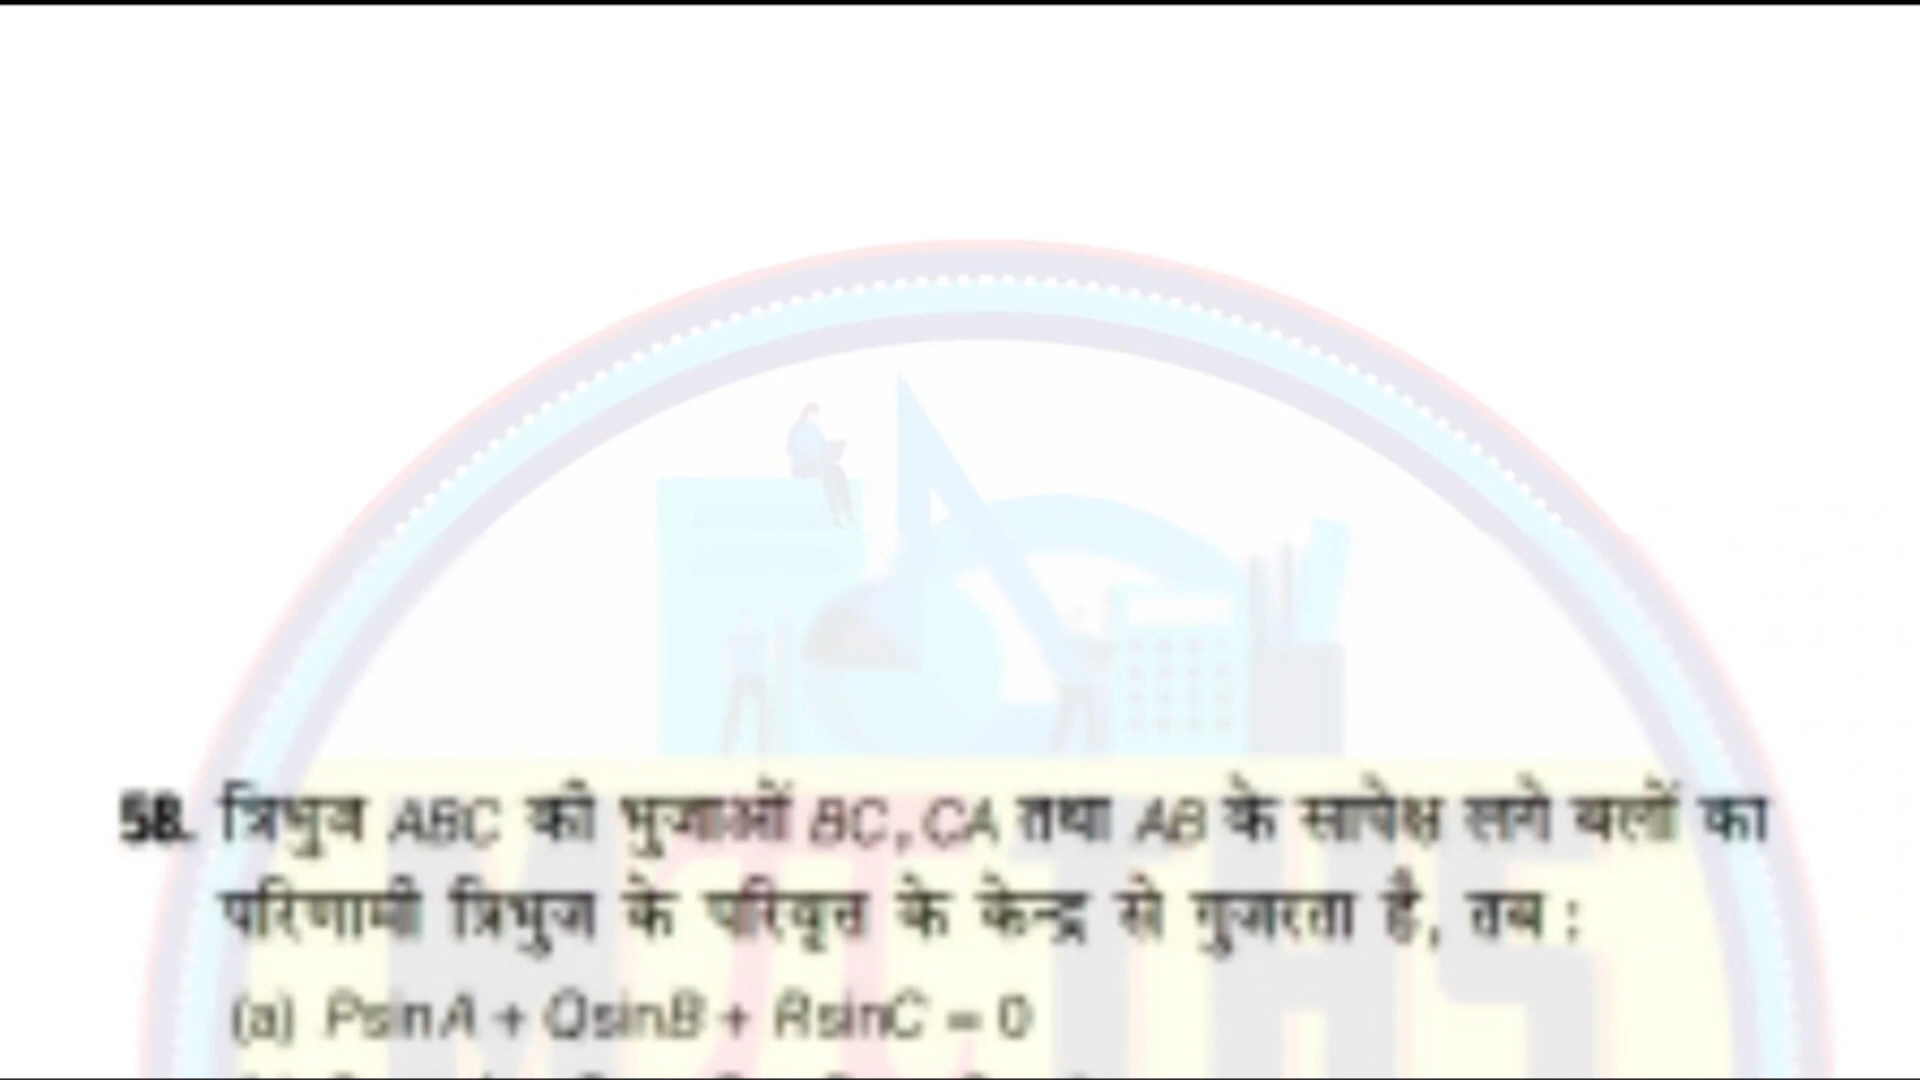 58. त्रिभुज ABC की भुजाओं BC, CA तथा AB के सापेक्ष लगे बलों का
परिणामी त्रिभुज के परिवृत्त के केन्द्र से गुजरता है, तब :
(a) PsinA + QsinB + RsinC = 0